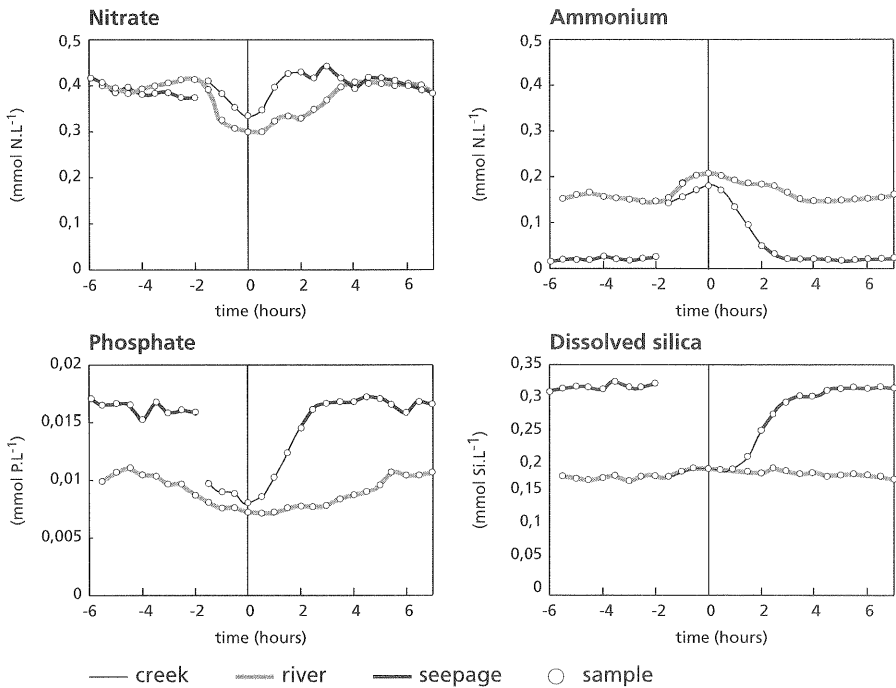 Nitrate
0,5
0,4
0,3
0,2
0,1
0
(mmol N.L⁻¹)
-6 -4 -2 0 2 4 6
time (hours)
Ammonium
0,5
0,4
0,3
0,2
0,1
0
(mmol N.L⁻¹)
-6 -4 -2 0 2 4 6
time (hours)
Phosphate
0,02
0,015
0,01
0,005
0
(mmol P.L⁻¹)
-6 -4 -2 0 2 4 6
time (hours)
Dissolved silica
0,35
0,3
0,25
0,2
0,15
0,1
0,05
0
(mmol Si.L⁻¹)
-6 -4 -2 0 2 4 6
time (hours)
creek river seepage sample